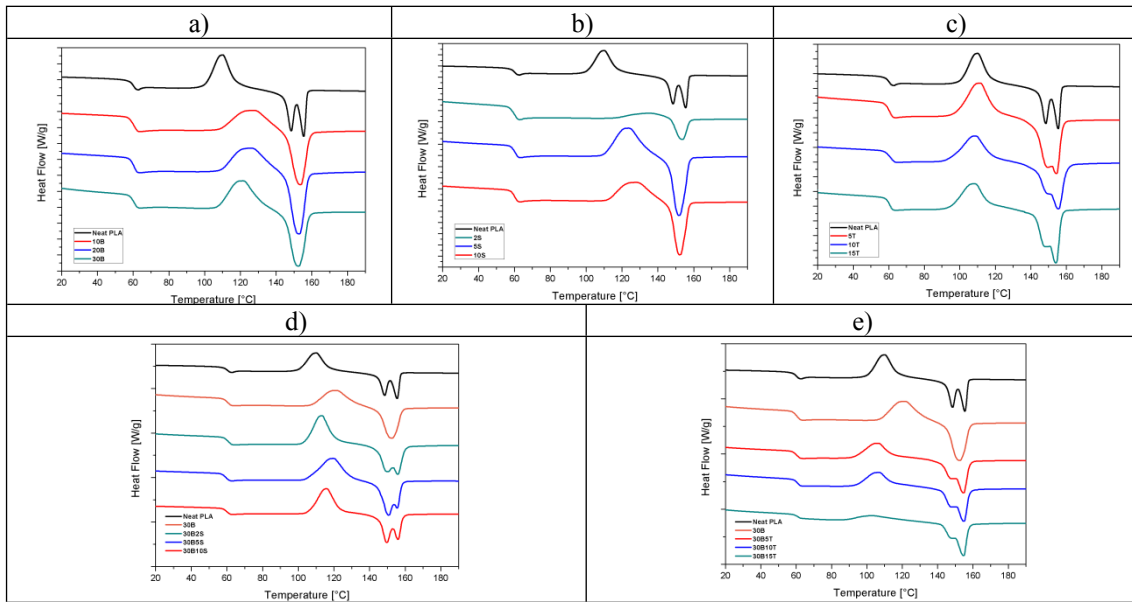 a)
b)
c)
Heat Flow [W/g]
Neat PLA
10B
20B
30B
20 40 60 80 100 120 140 160 180
Temperature [°C]
Heat Flow [W/g]
Neat PLA
2S
5S
10S
20 40 60 80 100 120 140 160 180
Temperature [°C]
Heat Flow [W/g]
Neat PLA
5T
10T
15T
20 40 60 80 100 120 140 160 180
Temperature [°C]
d)
e)
Heat Flow [W/g]
Neat PLA
30B
30B2S
30B5S
30B10S
20 40 60 80 100 120 140 160 180
Temperature [°C]
Heat Flow [W/g]
Neat PLA
30B
30B5T
30B10T
30B15T
20 40 60 80 100 120 140 160 180
Temperature [°C]